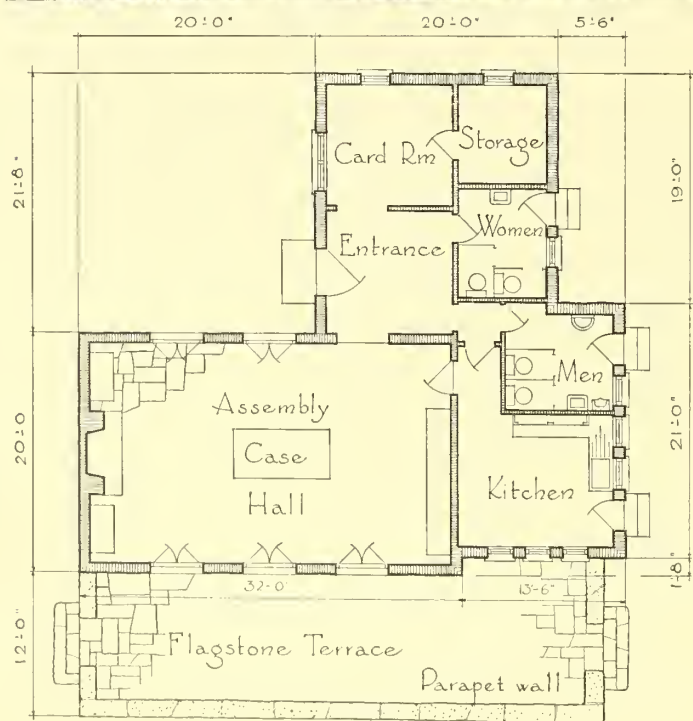 20-0"
20-0"
5-6"
21-8"
19-0"
Card Rm
Storage
Women
Entrance
Men
Assembly
Case
Hall
20-0
21-0"
Kitchen
32-0
13-6"
1-8"
12-0"
Flagstone Terrace
Parapet wall